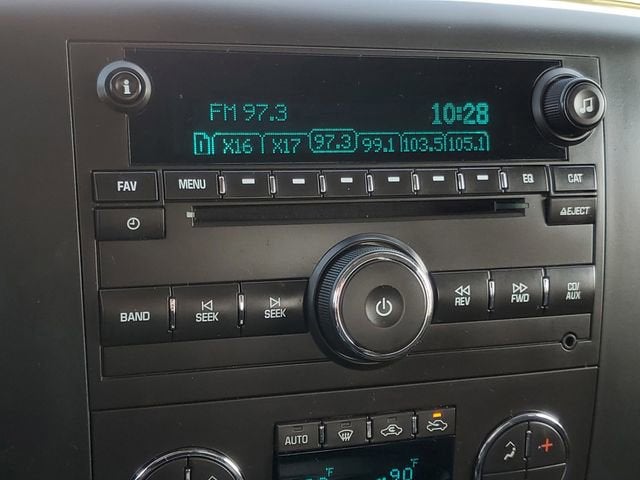 i
FM 97.3 10:28
1 X16 X17 97.3 99.1 103.5 105.1
FAV MENU EQ CAT
EJECT
BAND SEEK SEEK REV FWD CD/AUX
AUTO
°F 90°F